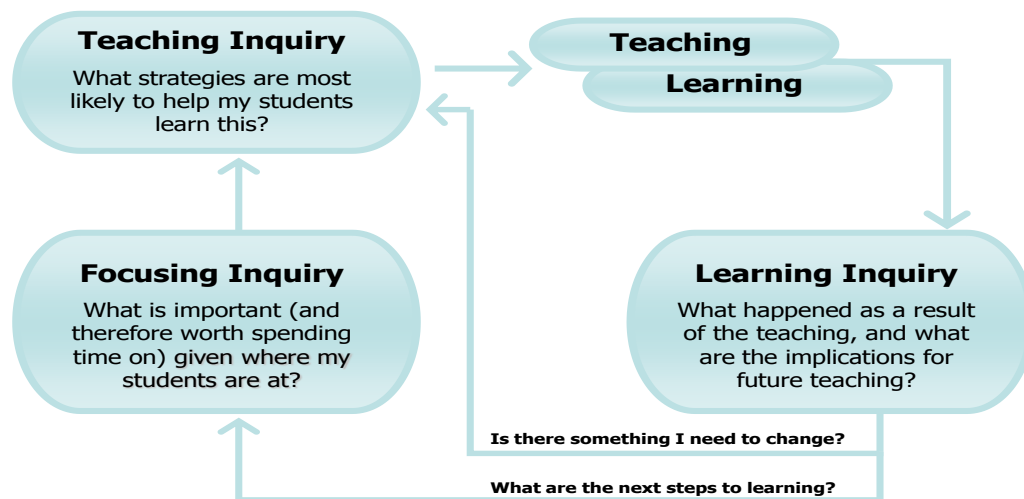 Teaching Inquiry
What strategies are most
likely to help my students
learn this?
Teaching
Learning
Focusing Inquiry
What is important (and
therefore worth spending
time on) given where my
students are at?
Learning Inquiry
What happened as a result
of the teaching, and what
are the implications for
future teaching?
Is there something I need to change?
What are the next steps to learning?